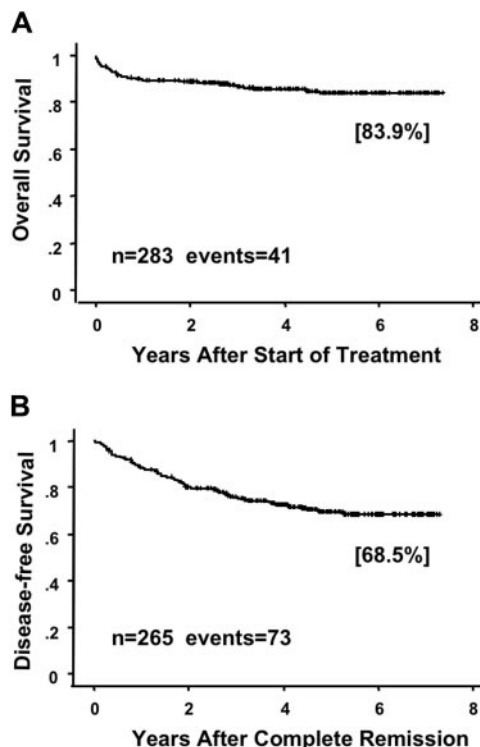 A
Overall Survival
1
.8
.6
.4
.2
0
[83.9%]
n=283 events=41
0 2 4 6 8
Years After Start of Treatment
B
Disease-free Survival
1
.8
.6
.4
.2
0
[68.5%]
n=265 events=73
0 2 4 6 8
Years After Complete Remission